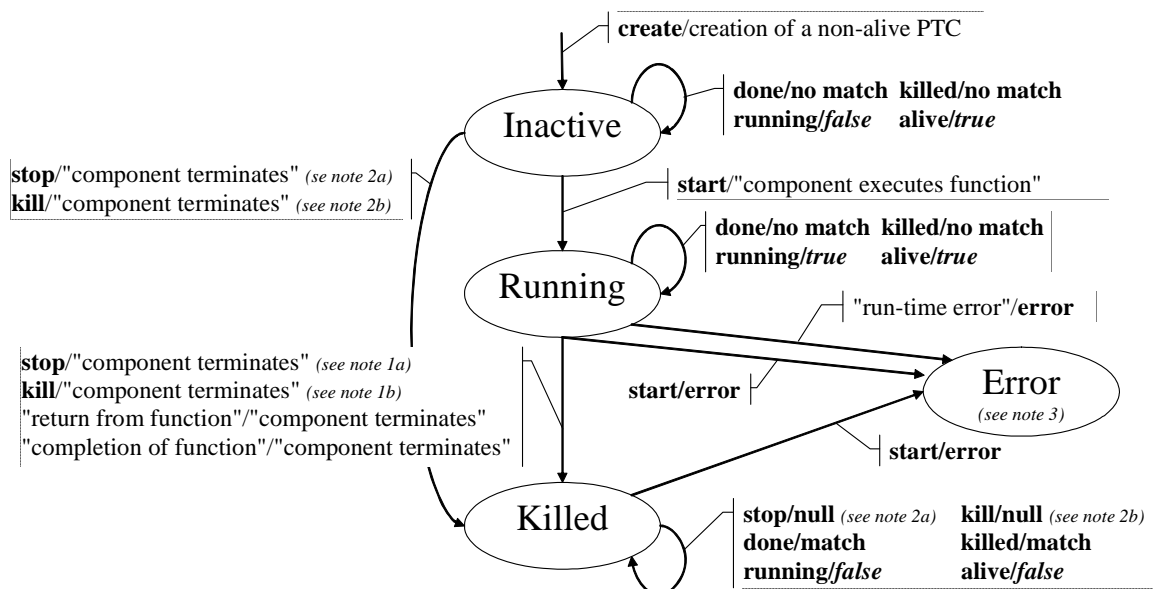 create/creation of a non-alive PTC
done/no match killed/no match
running/false alive/true
Inactive
stop/"component terminates" (se note 2a)
kill/"component terminates" (see note 2b)
start/"component executes function"
done/no match killed/no match
running/true alive/true
Running
"run-time error"/error
stop/"component terminates" (see note 1a)
kill/"component terminates" (see note 1b)
"return from function"/"component terminates"
"completion of function"/"component terminates"
start/error
Error
(see note 3)
start/error
Killed
stop/null (see note 2a) kill/null (see note 2b)
done/match killed/match
running/false alive/false